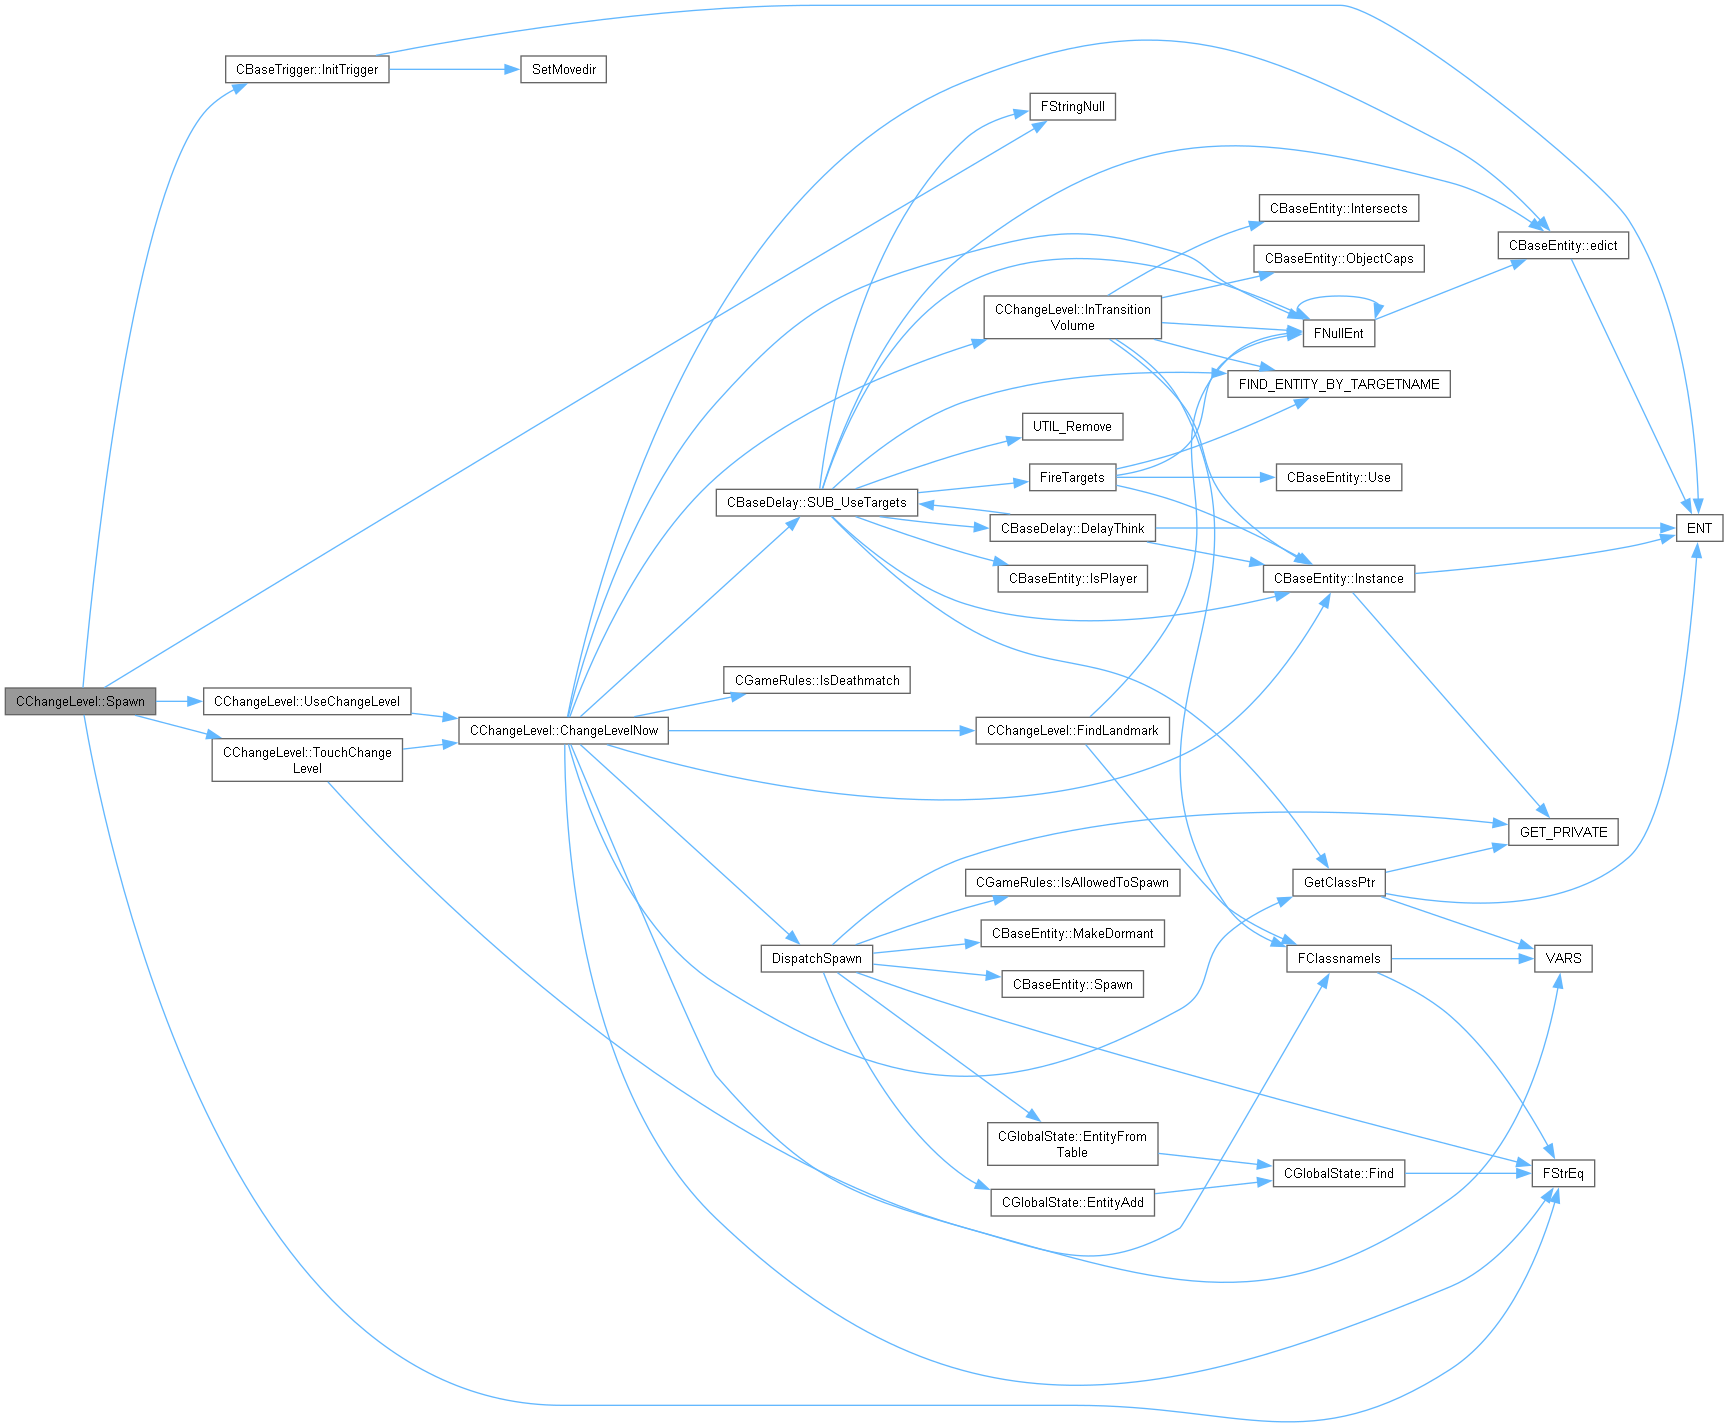 CBaseTrigger::InitTrigger
SetMovedir
FStringNull
CBaseEntity::Intersects
CBaseEntity::edict
CBaseEntity::ObjectCaps
CChangeLevel::InTransition
Volume
FNullEnt
FIND_ENTITY_BY_TARGETNAME
UTIL_Remove
FireTargets
CBaseEntity::Use
CBaseDelay::SUB_UseTargets
CBaseDelay::DelayThink
ENT
CBaseEntity::IsPlayer
CBaseEntity::Instance
CGameRules::IsDeathmatch
CChangeLevel::Spawn
CChangeLevel::UseChangeLevel
CChangeLevel::ChangeLevelNow
CChangeLevel::FindLandmark
CChangeLevel::TouchChange
Level
GET_PRIVATE
CGameRules::IsAllowedToSpawn
GetClassPtr
CBaseEntity::MakeDormant
DispatchSpawn
FClassnameIs
VARS
CBaseEntity::Spawn
CGlobalState::EntityFrom
Table
CGlobalState::Find
FStrEq
CGlobalState::EntityAdd